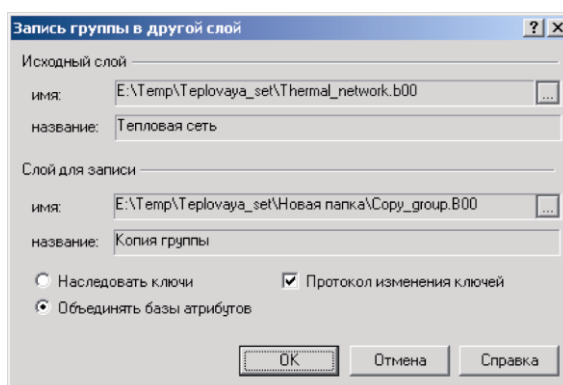 Запись группы в другой слой
Исходный слой
имя: E:\Temp\Teplovaya_set\Thermal_network.b00 ...
название: Тепловая сеть
Слой для записи
имя: E:\Temp\Teplovaya_set\Новая папка\Copy_group.B00 ...
название: Копия группы
Наследовать ключи Протокол изменения ключей
Объединять базы атрибутов
OK Отмена Справка